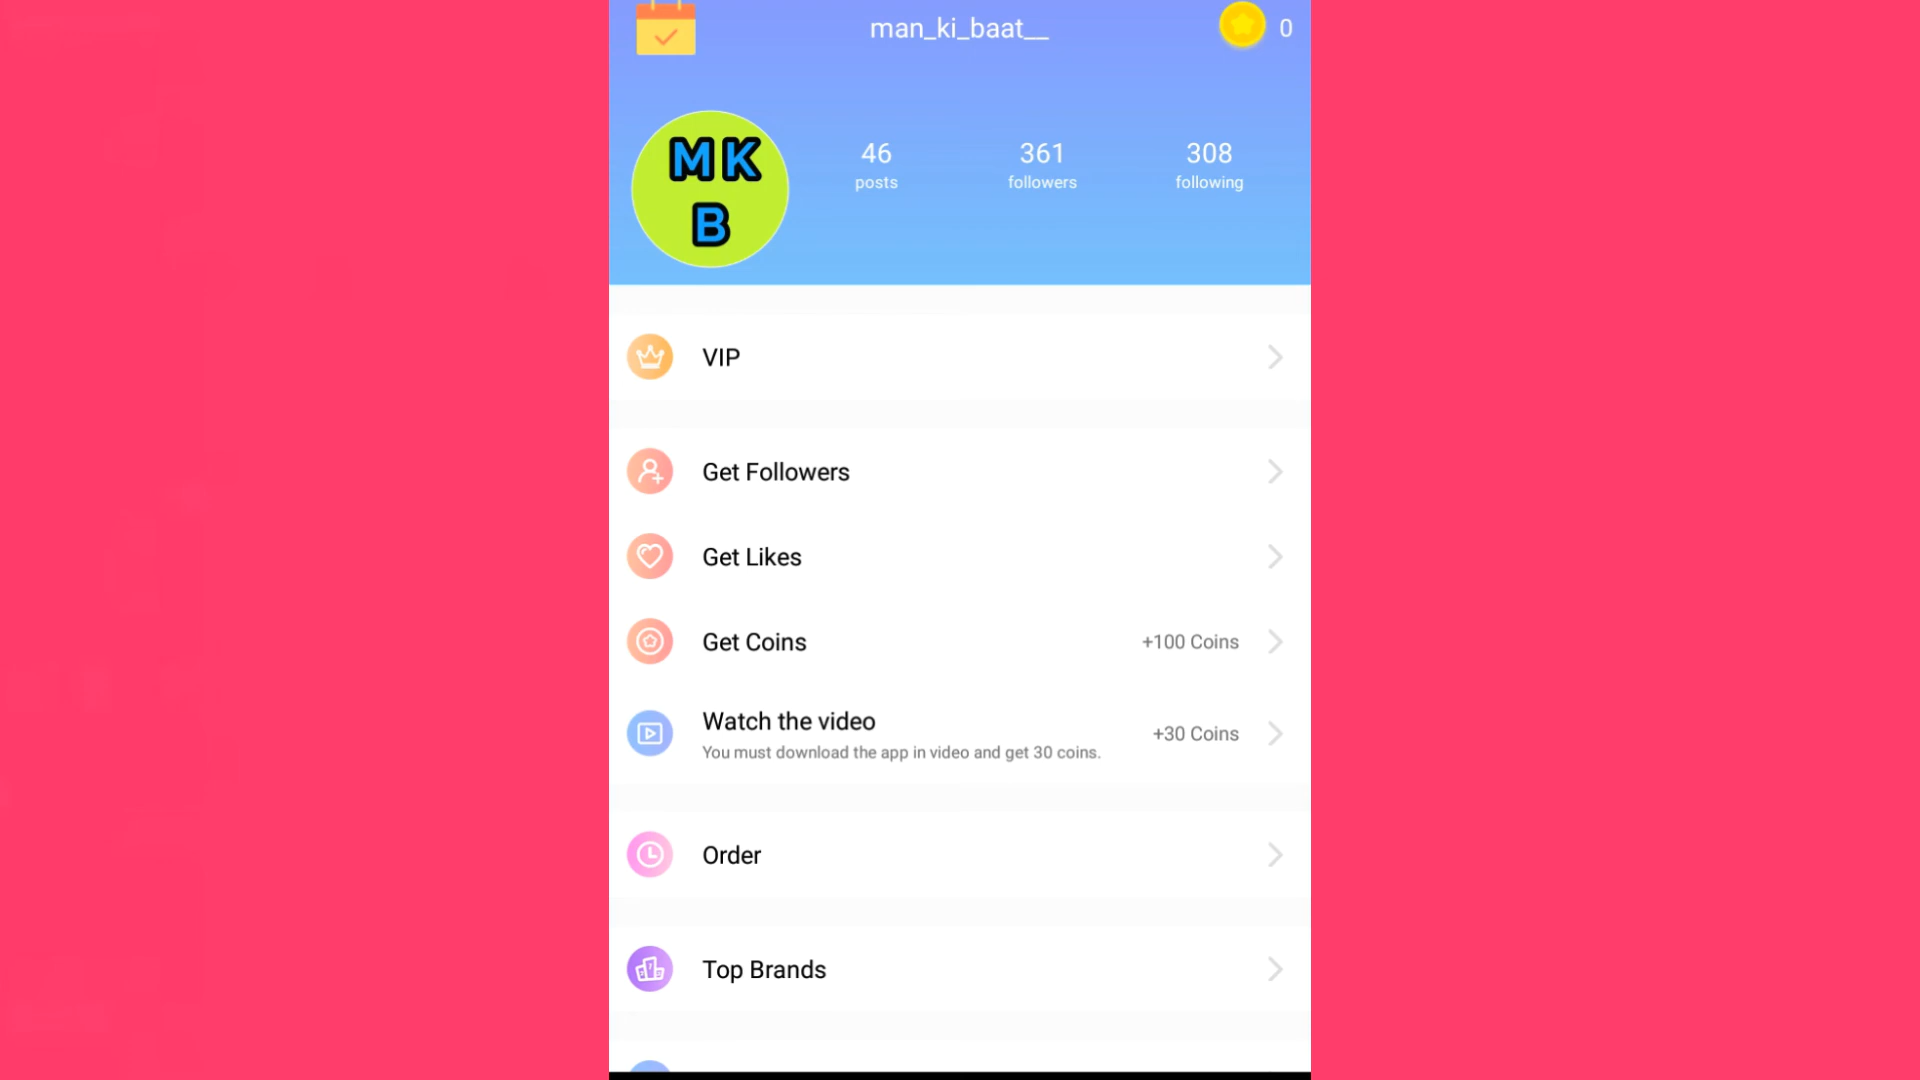 man_ki_baat__
0
MK
B
46
posts
361
followers
308
following
VIP
Get Followers
Get Likes
Get Coins
+100 Coins
Watch the video
You must download the app in video and get 30 coins.
+30 Coins
Order
Top Brands